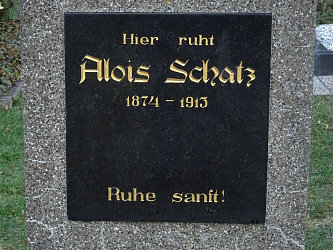 Hier ruht
Alois Schatz
1874 - 1913
Ruhe sanft!